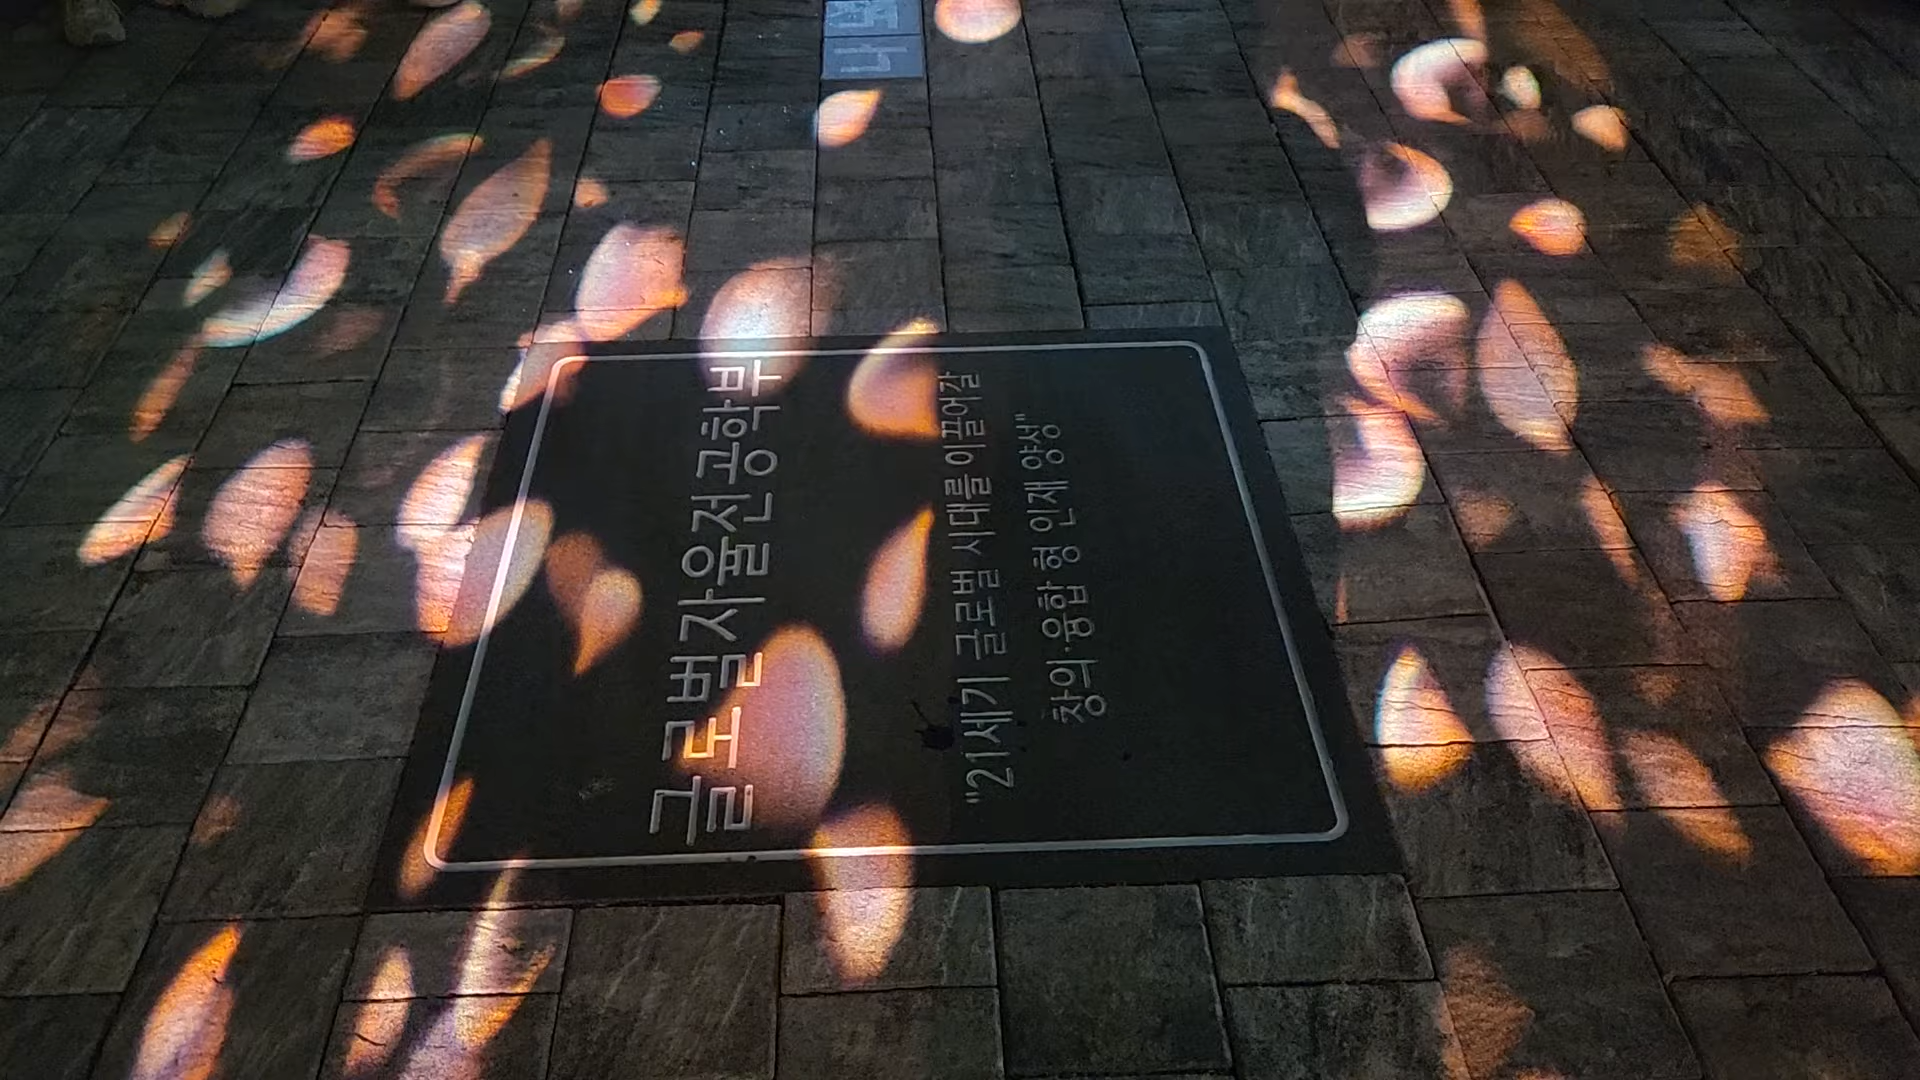 글로벌자율전공학부
"21세기 글로벌 시대를 이끌어갈
창의·융합 형 인재 양성"